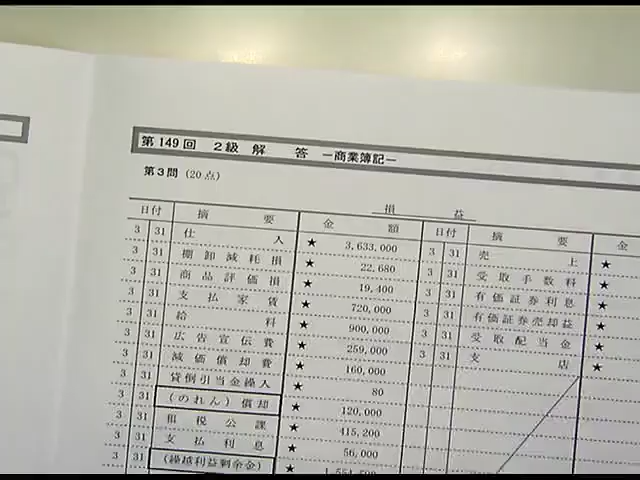 第149回 2級 解 答 −商業簿記−
第3問 (20点)
損 益
日付 摘 要 金 額 日付 摘 要 金
3 31 仕 入 ★ 3,633,000 3 31 売 上 ★
3 31 棚卸減耗損 ★ 22,680 3 31 受取手数料 ★
3 31 商品評価損 ★ 19,400 3 31 有価証券利息 ★
3 31 支払家賃 ★ 720,000 3 31 有価証券売却益 ★
3 31 給 料 ★ 900,000 3 31 受取配当金 ★
3 31 広告宣伝費 ★ 259,000 3 31 支 店 ★
3 31 減価償却費 ★ 160,000
3 31 貸倒引当金繰入 ★ 80
3 31 (のれん)償却 ★ 120,000
3 31 租税公課 ★ 415,200
3 31 支払利息 ★ 56,000
3 31 (繰越利益剰余金) ★